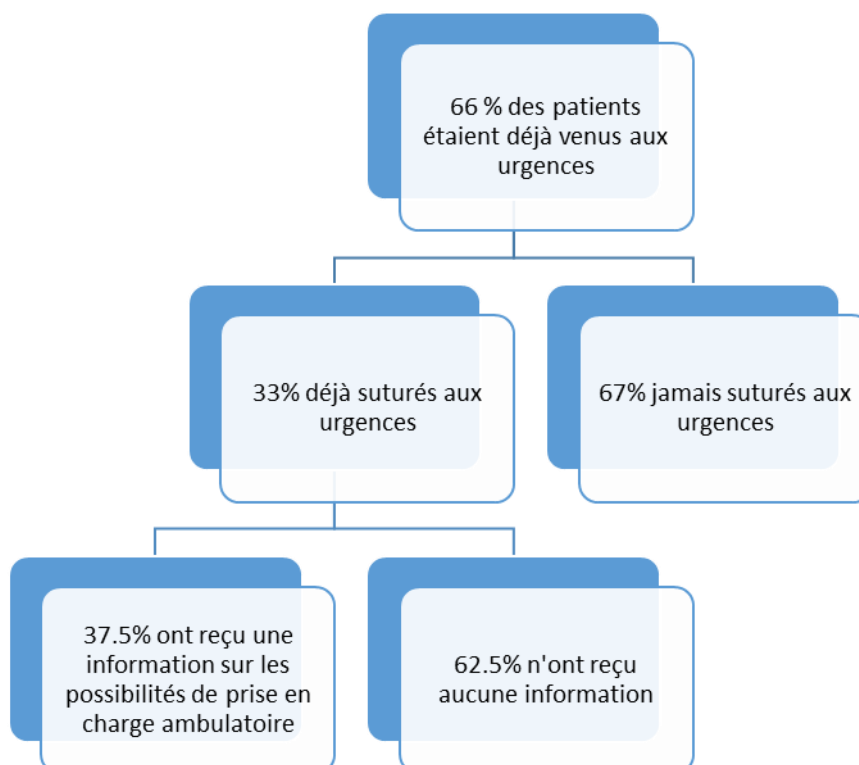 66 % des patients
étaient déjà venus aux
urgences
33% déjà suturés aux
urgences
67% jamais suturés aux
urgences
37.5% ont reçu une
information sur les
possibilités de prise en
charge ambulatoire
62.5% n'ont reçu
aucune information